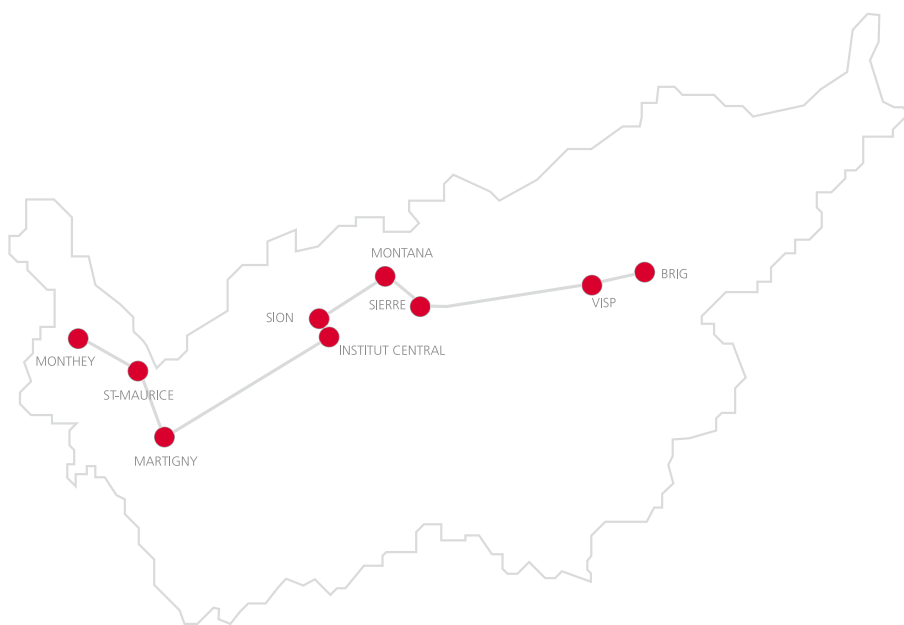 MONTANA
BRIG
VISP
SIERRE
SION
INSTITUT CENTRAL
MONTHEY
ST-MAURICE
MARTIGNY